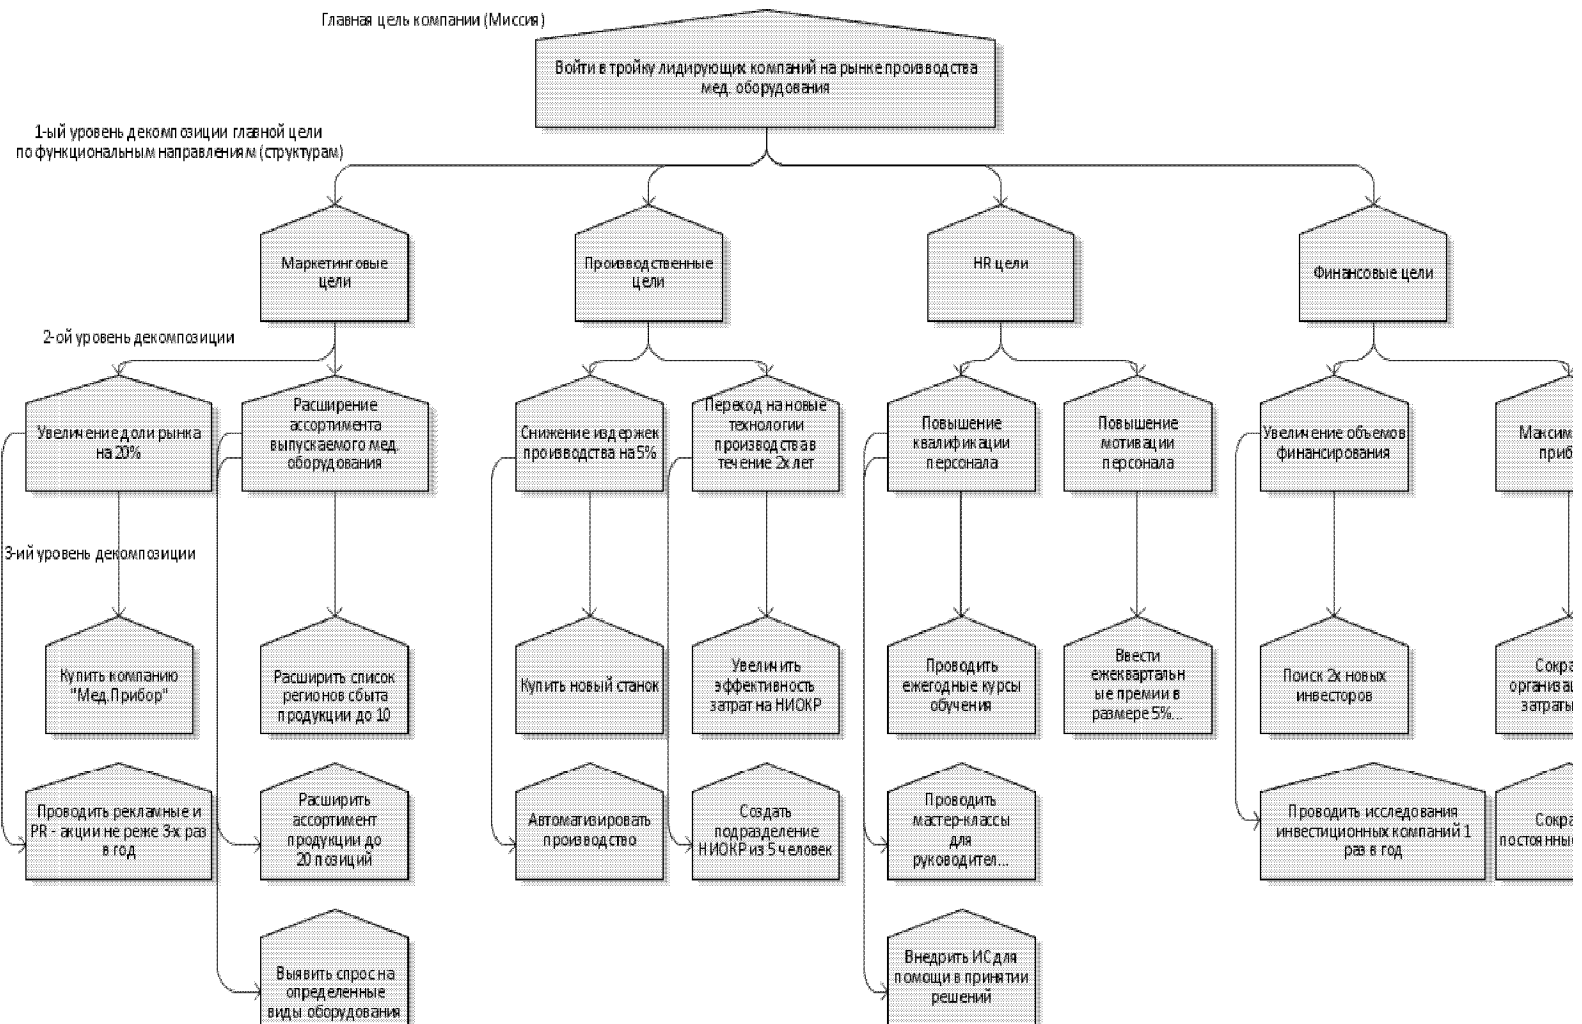 Главная цель компании (Миссия)
Войти в тройку лидирующих компаний на рынке производства
мед. оборудования
1-ый уровень декомпозиции главной цели
по функциональным направлениям (структурам)
Маркетинговые
цели
Производственные
цели
HR цели
Финансовые цели
2-ой уровень декомпозиции
Увеличение доли рынка
на 20%
Расширение
ассортимента
выпускаемого мед.
оборудования
Снижение издержек
производства на 5%
Переход на новые
технологии
производства в
течение 2х лет
Повышение
квалификации
персонала
Повышение
мотивации
персонала
Увеличение объемов
финансирования
Максим
приб
3-ий уровень декомпозиции
Купить компанию
"Мед.Прибор"
Расширить список
регионов сбыта
продукции до 10
Купить новый станок
Увеличить
эффективность
затрат на НИОКР
Проводить
ежегодные курсы
обучения
Ввести
ежеквартальн
ые премии в
размере 5%...
Поиск 2х новых
инвесторов
Сокра
организац
затраты
Проводить рекламные и
PR - акции не реже 3-х раз
в год
Расширить
ассортимент
продукции до
20 позиций
Автоматизировать
производство
Создать
подразделение
НИОКР из 5 человек
Проводить
мастер-классы
для
руководител...
Проводить исследования
инвестиционных компаний 1
раз в год
Сокра
постоянные
Выявить спрос на
определенные
виды оборудования
Внедрить ИС для
помощи в принятии
решений